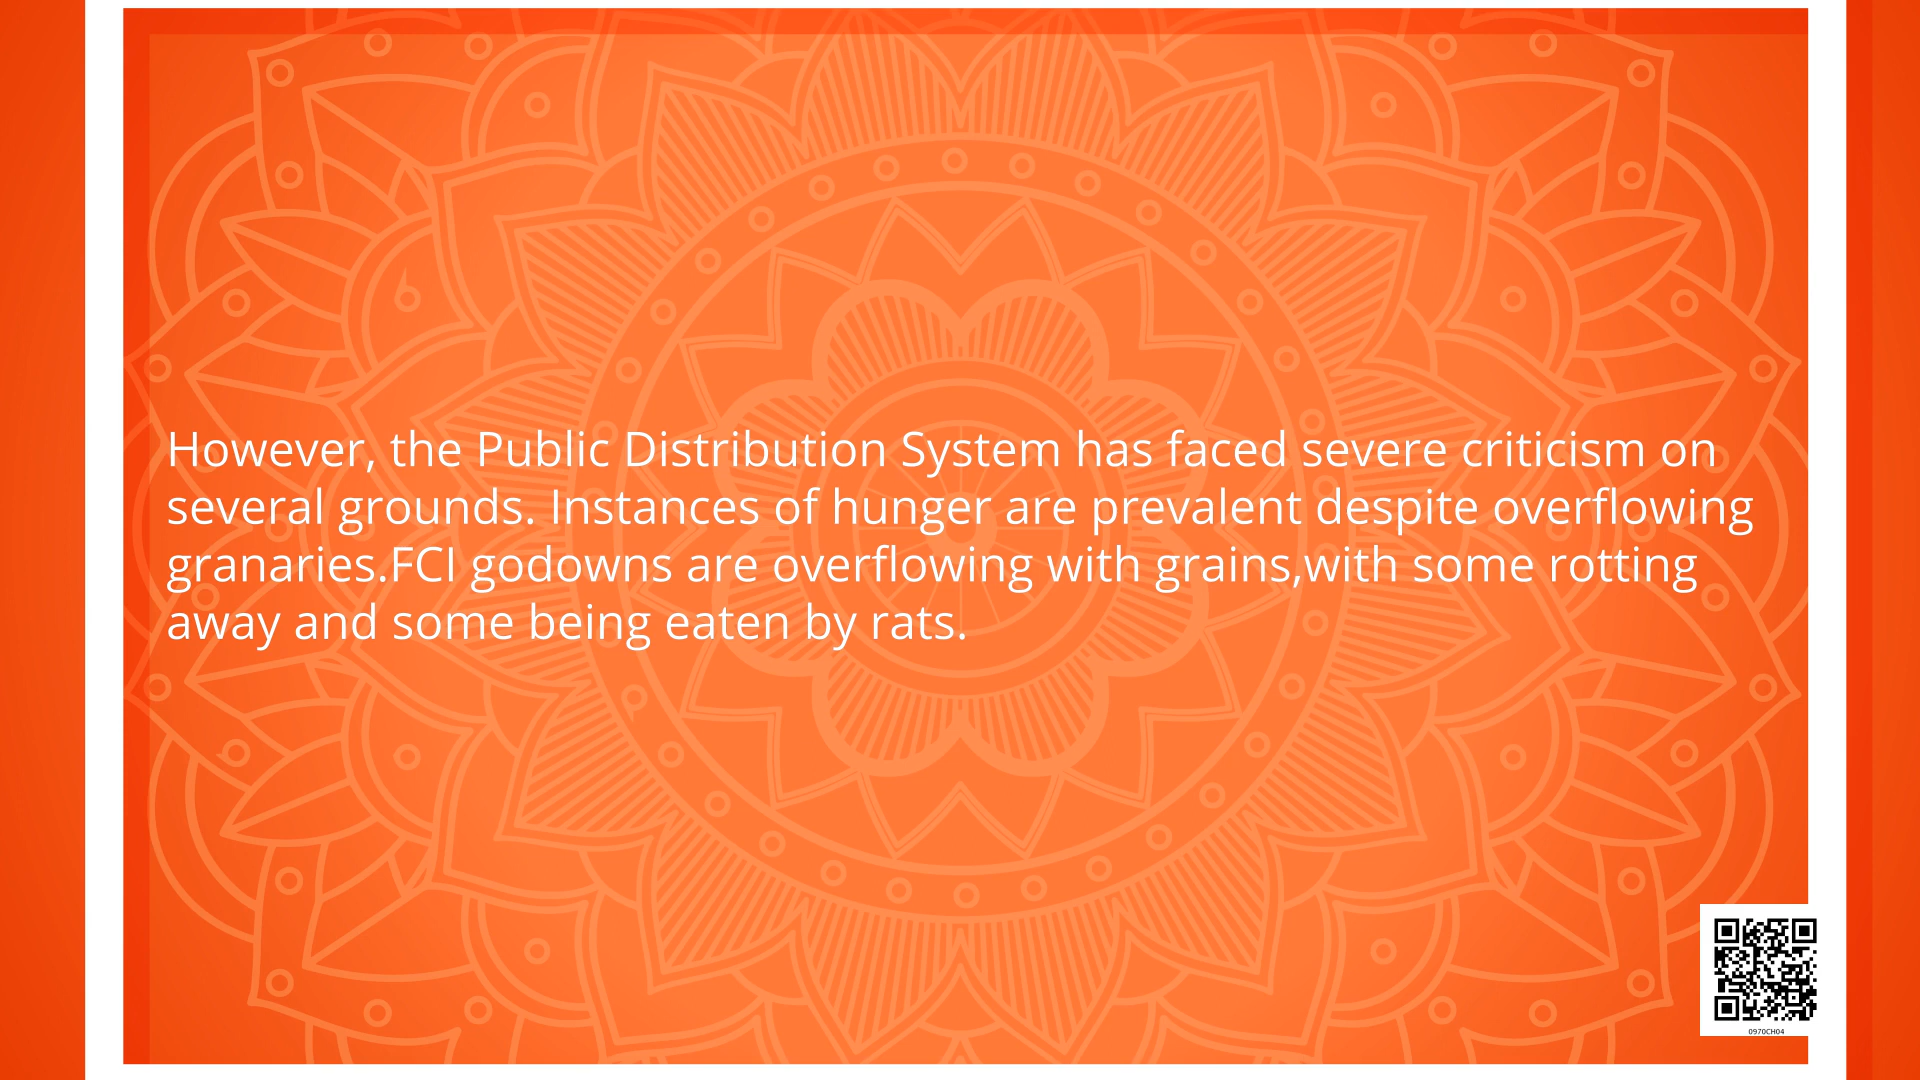 However, the Public Distribution System has faced severe criticism on
several grounds. Instances of hunger are prevalent despite overflowing
granaries.FCI godowns are overflowing with grains,with some rotting
away and some being eaten by rats.
0970CH04